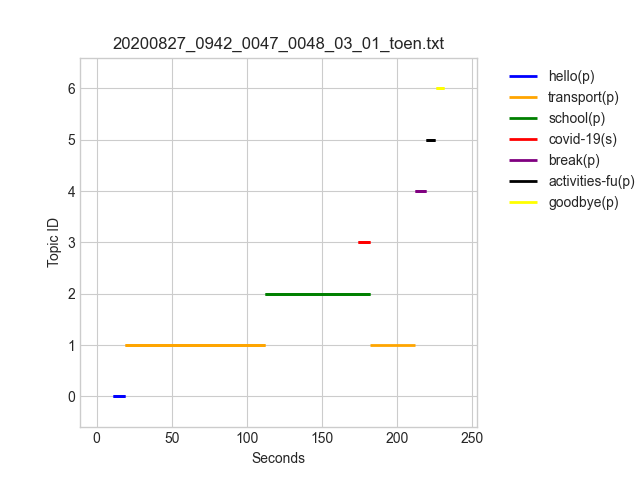 20200827_0942_0047_0048_03_01_toen.txt
6
5
4
3
2
1
0
Topic ID
0 50 100 150 200 250
Seconds
hello(p)
transport(p)
school(p)
covid-19(s)
break(p)
activities-fu(p)
goodbye(p)